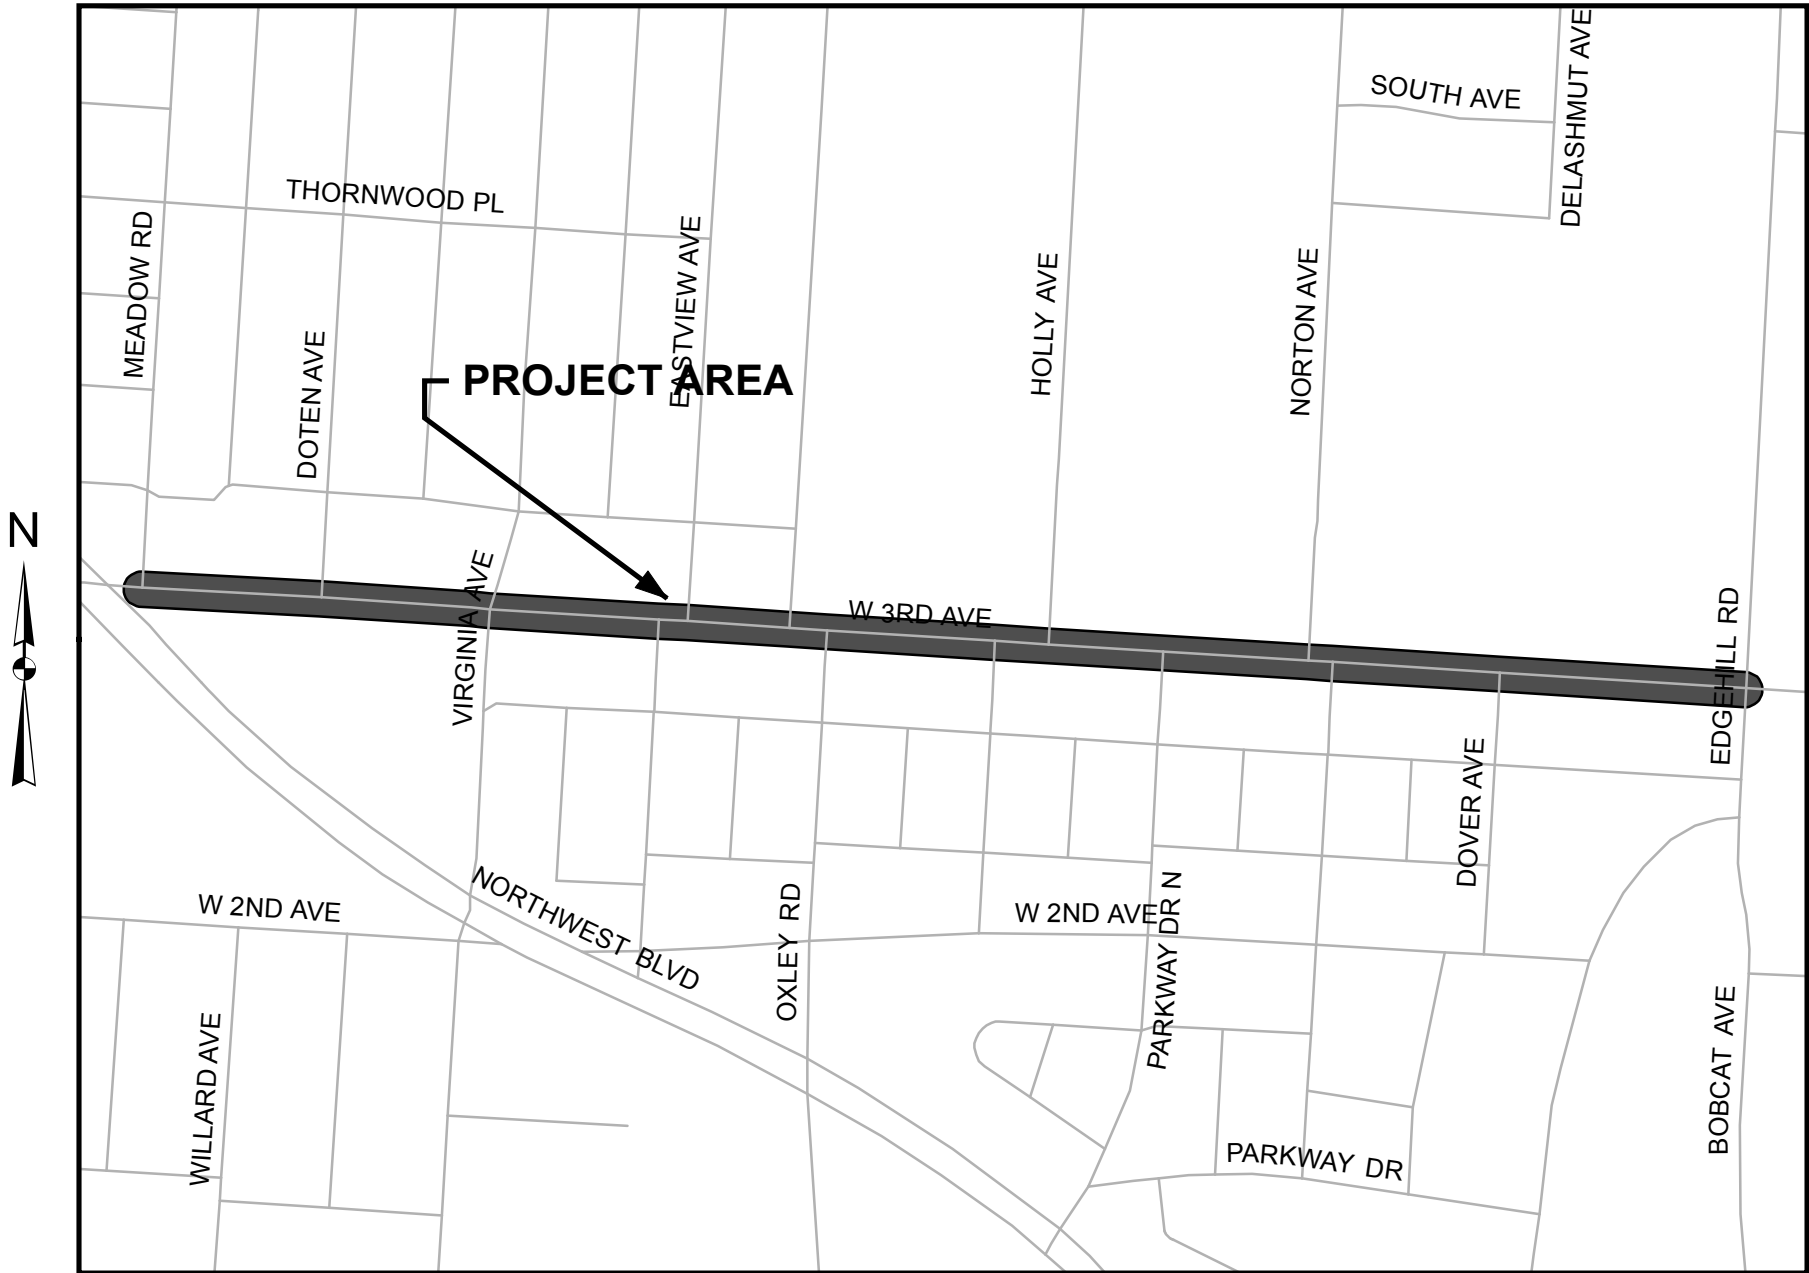 SOUTH AVE
DELASHMUT AVE
THORNWOOD PL
MEADOW RD
EASTVIEW AVE
HOLLY AVE
NORTON AVE
DOTEN AVE
PROJECT AREA
N
VIRGINIA AVE
W 3RD AVE
EDGEHILL RD
DOVER AVE
NORTHWEST BLVD
W 2ND AVE
OXLEY RD
W 2ND AVE
PARKWAY DR N
WILLARD AVE
BOBCAT AVE
PARKWAY DR